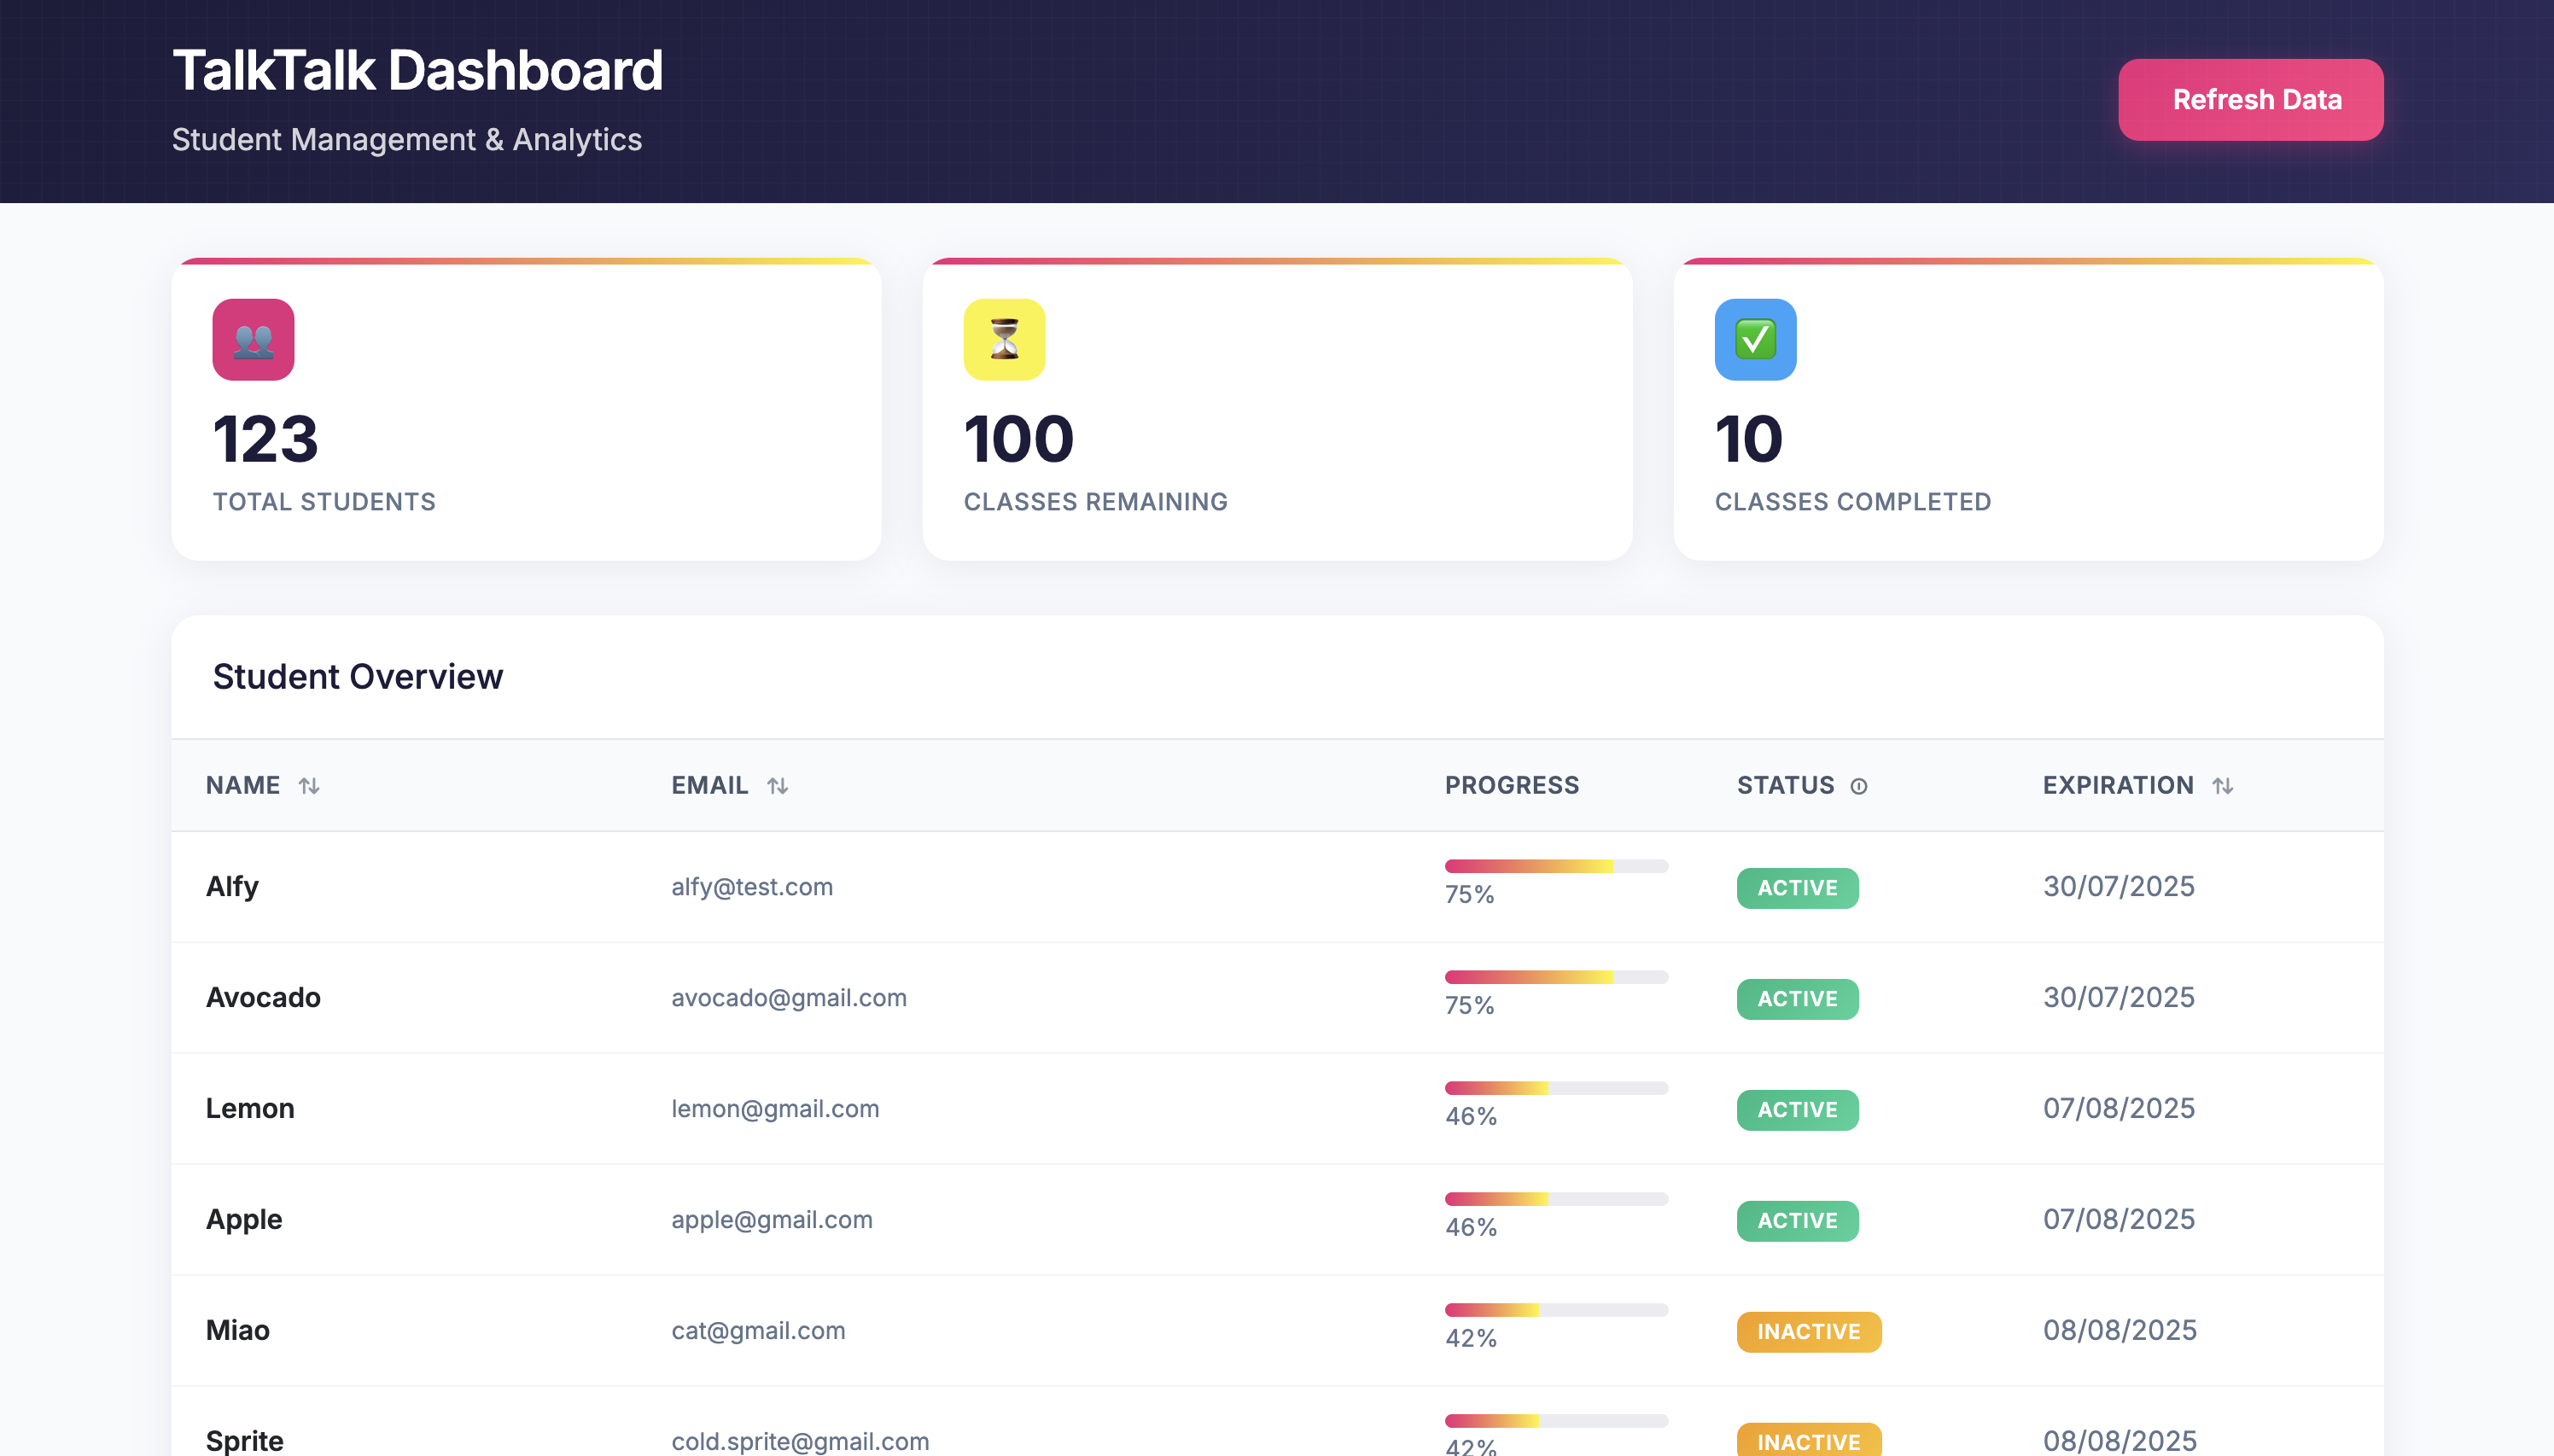 TalkTalk Dashboard
Student Management & Analytics
Refresh Data
123
TOTAL STUDENTS
100
CLASSES REMAINING
10
CLASSES COMPLETED
Student Overview
NAME EMAIL PROGRESS STATUS EXPIRATION
Alfy alfy@test.com 75% ACTIVE 30/07/2025
Avocado avocado@gmail.com 75% ACTIVE 30/07/2025
Lemon lemon@gmail.com 46% ACTIVE 07/08/2025
Apple apple@gmail.com 46% ACTIVE 07/08/2025
Miao cat@gmail.com 42% INACTIVE 08/08/2025
Sprite cold.sprite@gmail.com 42% INACTIVE 08/08/2025